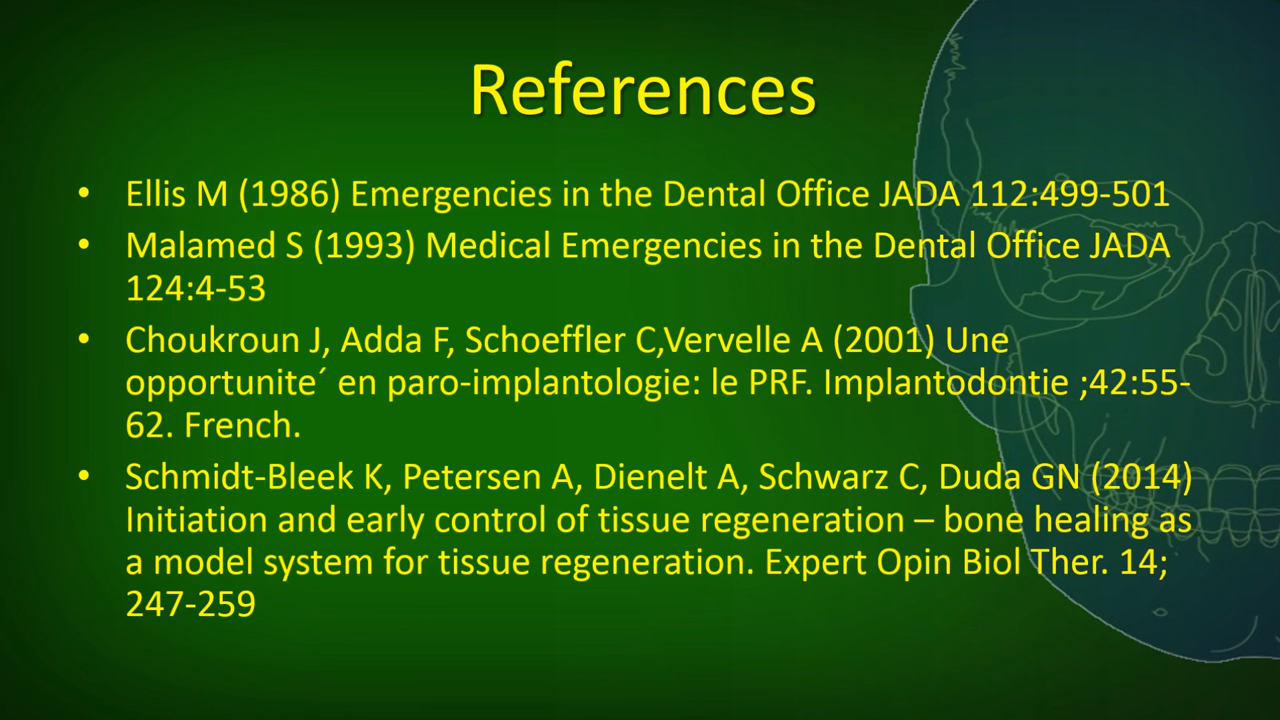 References
• Ellis M (1986) Emergencies in the Dental Office JADA 112:499-501
• Malamed S (1993) Medical Emergencies in the Dental Office JADA
124:4-53
• Choukroun J, Adda F, Schoeffler C,Vervelle A (2001) Une
opportunite´ en paro-implantologie: le PRF. Implantodontie ;42:55-
62. French.
• Schmidt-Bleek K, Petersen A, Dienelt A, Schwarz C, Duda GN (2014)
Initiation and early control of tissue regeneration – bone healing as
a model system for tissue regeneration. Expert Opin Biol Ther. 14;
247-259